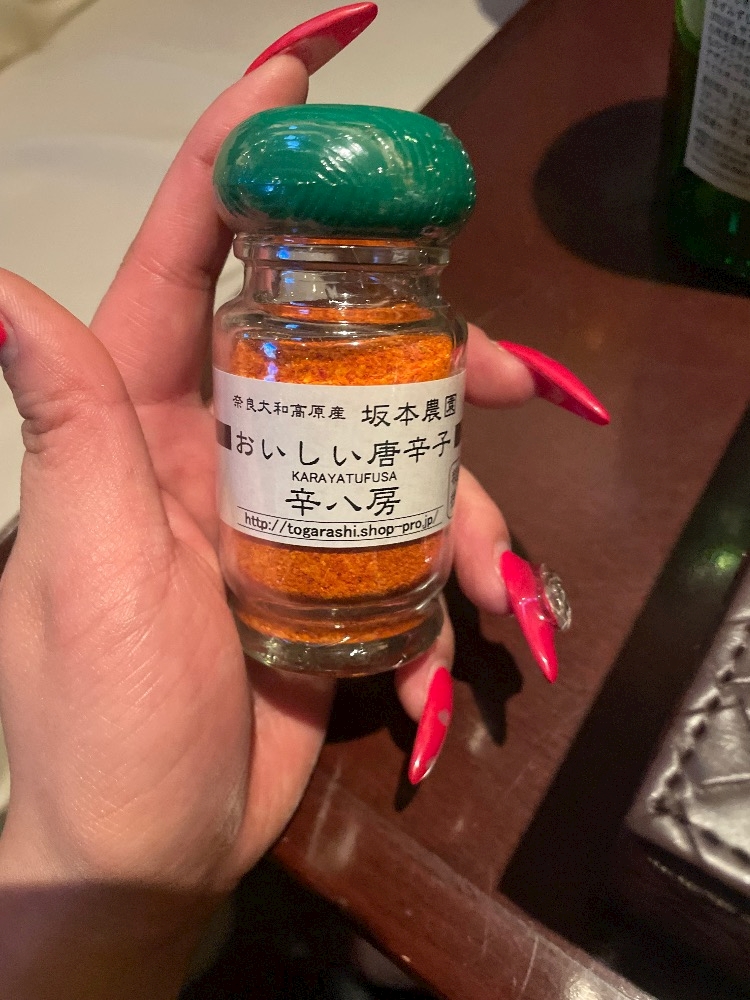 奈良大和高原産 坂本農園
おいしい唐辛子
KARAYATUFUSA
辛八房
http://togarashi.shop-pro.jp/